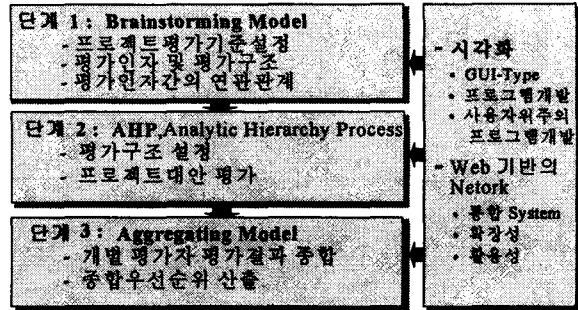 단계 1 : Brainstorming Model
- 프로젝트평가기준설정
- 평가인자 및 평가구조
- 평가인자간의 연관관계
단계 2 : AHP,Analytic Hierarchy Process
- 평가구조 설정
- 프로젝트대안 평가
단계 3 : Aggregating Model
- 개별 평가자 평가결과 종합
- 종합우선순위 산출
- 시각화
• GUI-Type
• 프로그램개발
• 사용자위주의
프로그램개발
- Web 기반의
Netork
• 통합 System
• 확장성
• 활용성